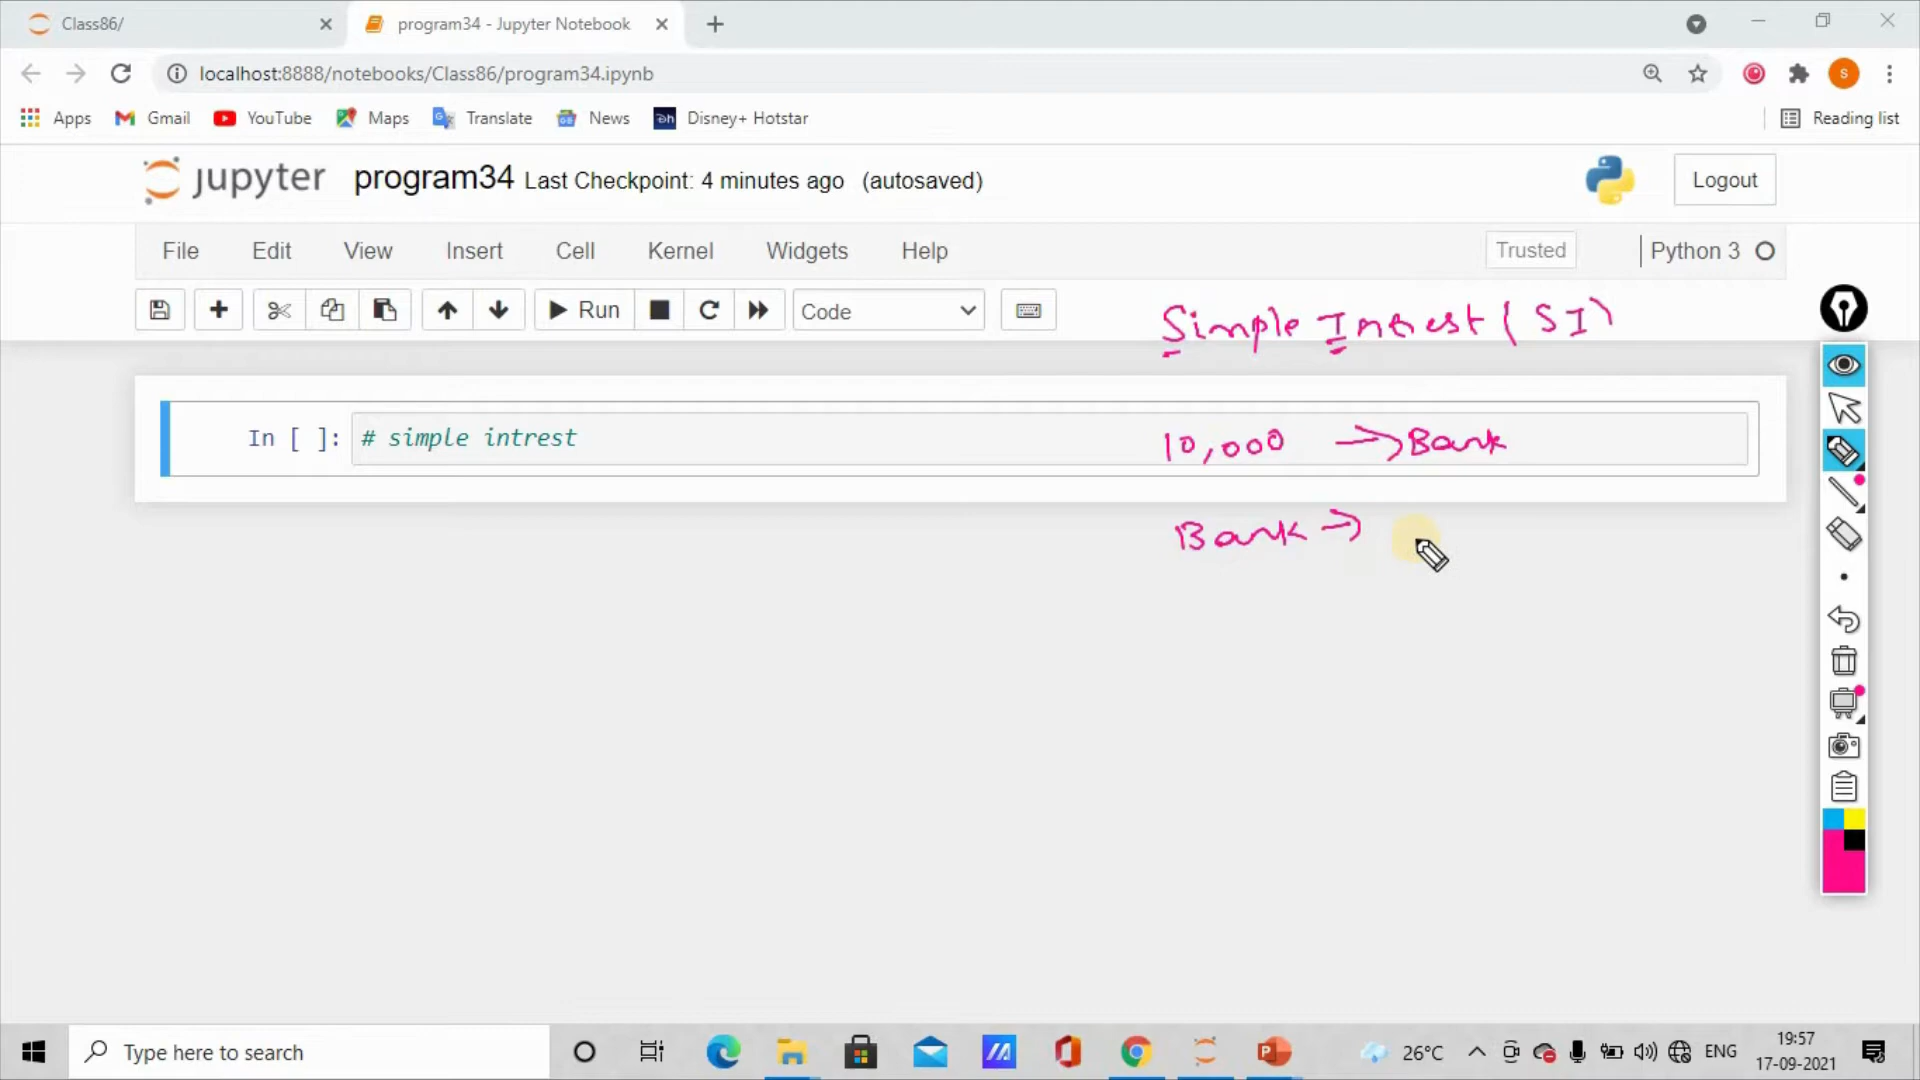 Class86/
program34 - Jupyter Notebook
localhost:8888/notebooks/Class86/program34.ipynb
S
Apps Gmail YouTube Maps Translate News Disney+ Hotstar Reading list
jupyter program34 Last Checkpoint: 4 minutes ago (autosaved) Logout
File Edit View Insert Cell Kernel Widgets Help Trusted Python 3
Run Code
Simple Intrest (SI)
In [ ]: # simple intrest
10,000 → Bank
Bank →
Type here to search
26°C ENG 19:57
17-09-2021